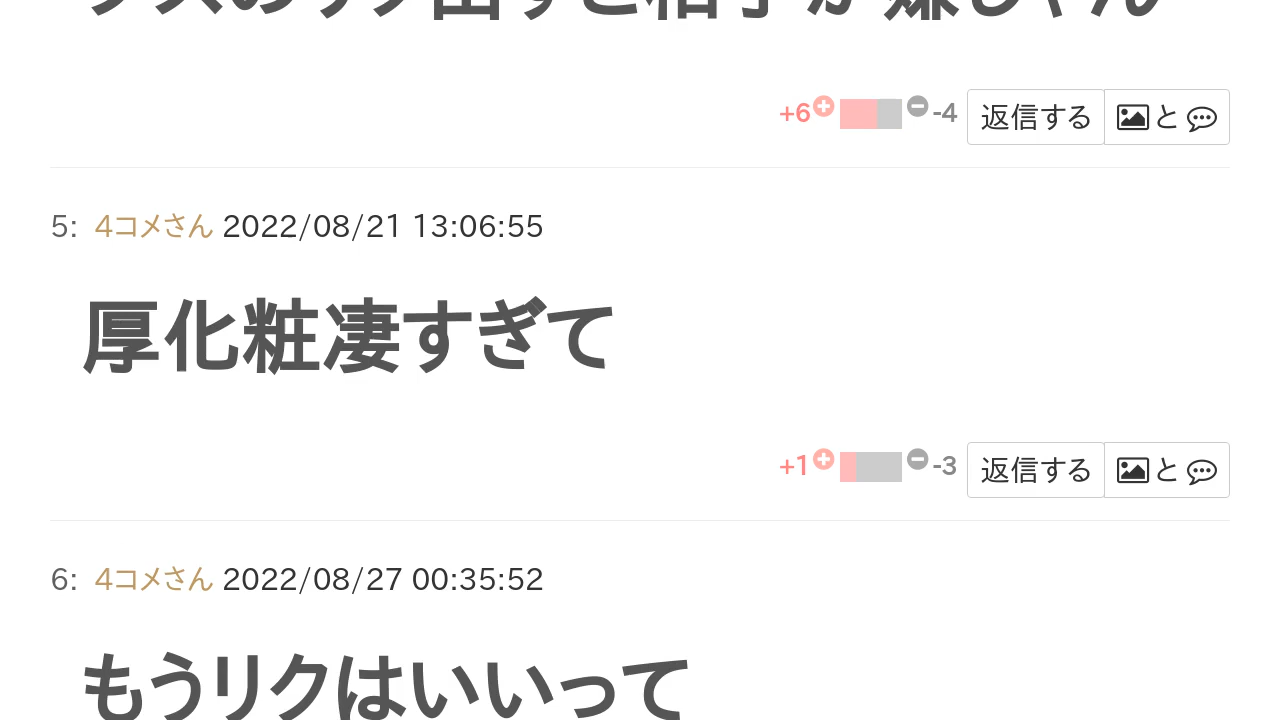 +6 -4 返信する と
5: 4コメさん 2022/08/21 13:06:55
厚化粧凄すぎて
+1 -3 返信する と
6: 4コメさん 2022/08/27 00:35:52
もうリクはいいって